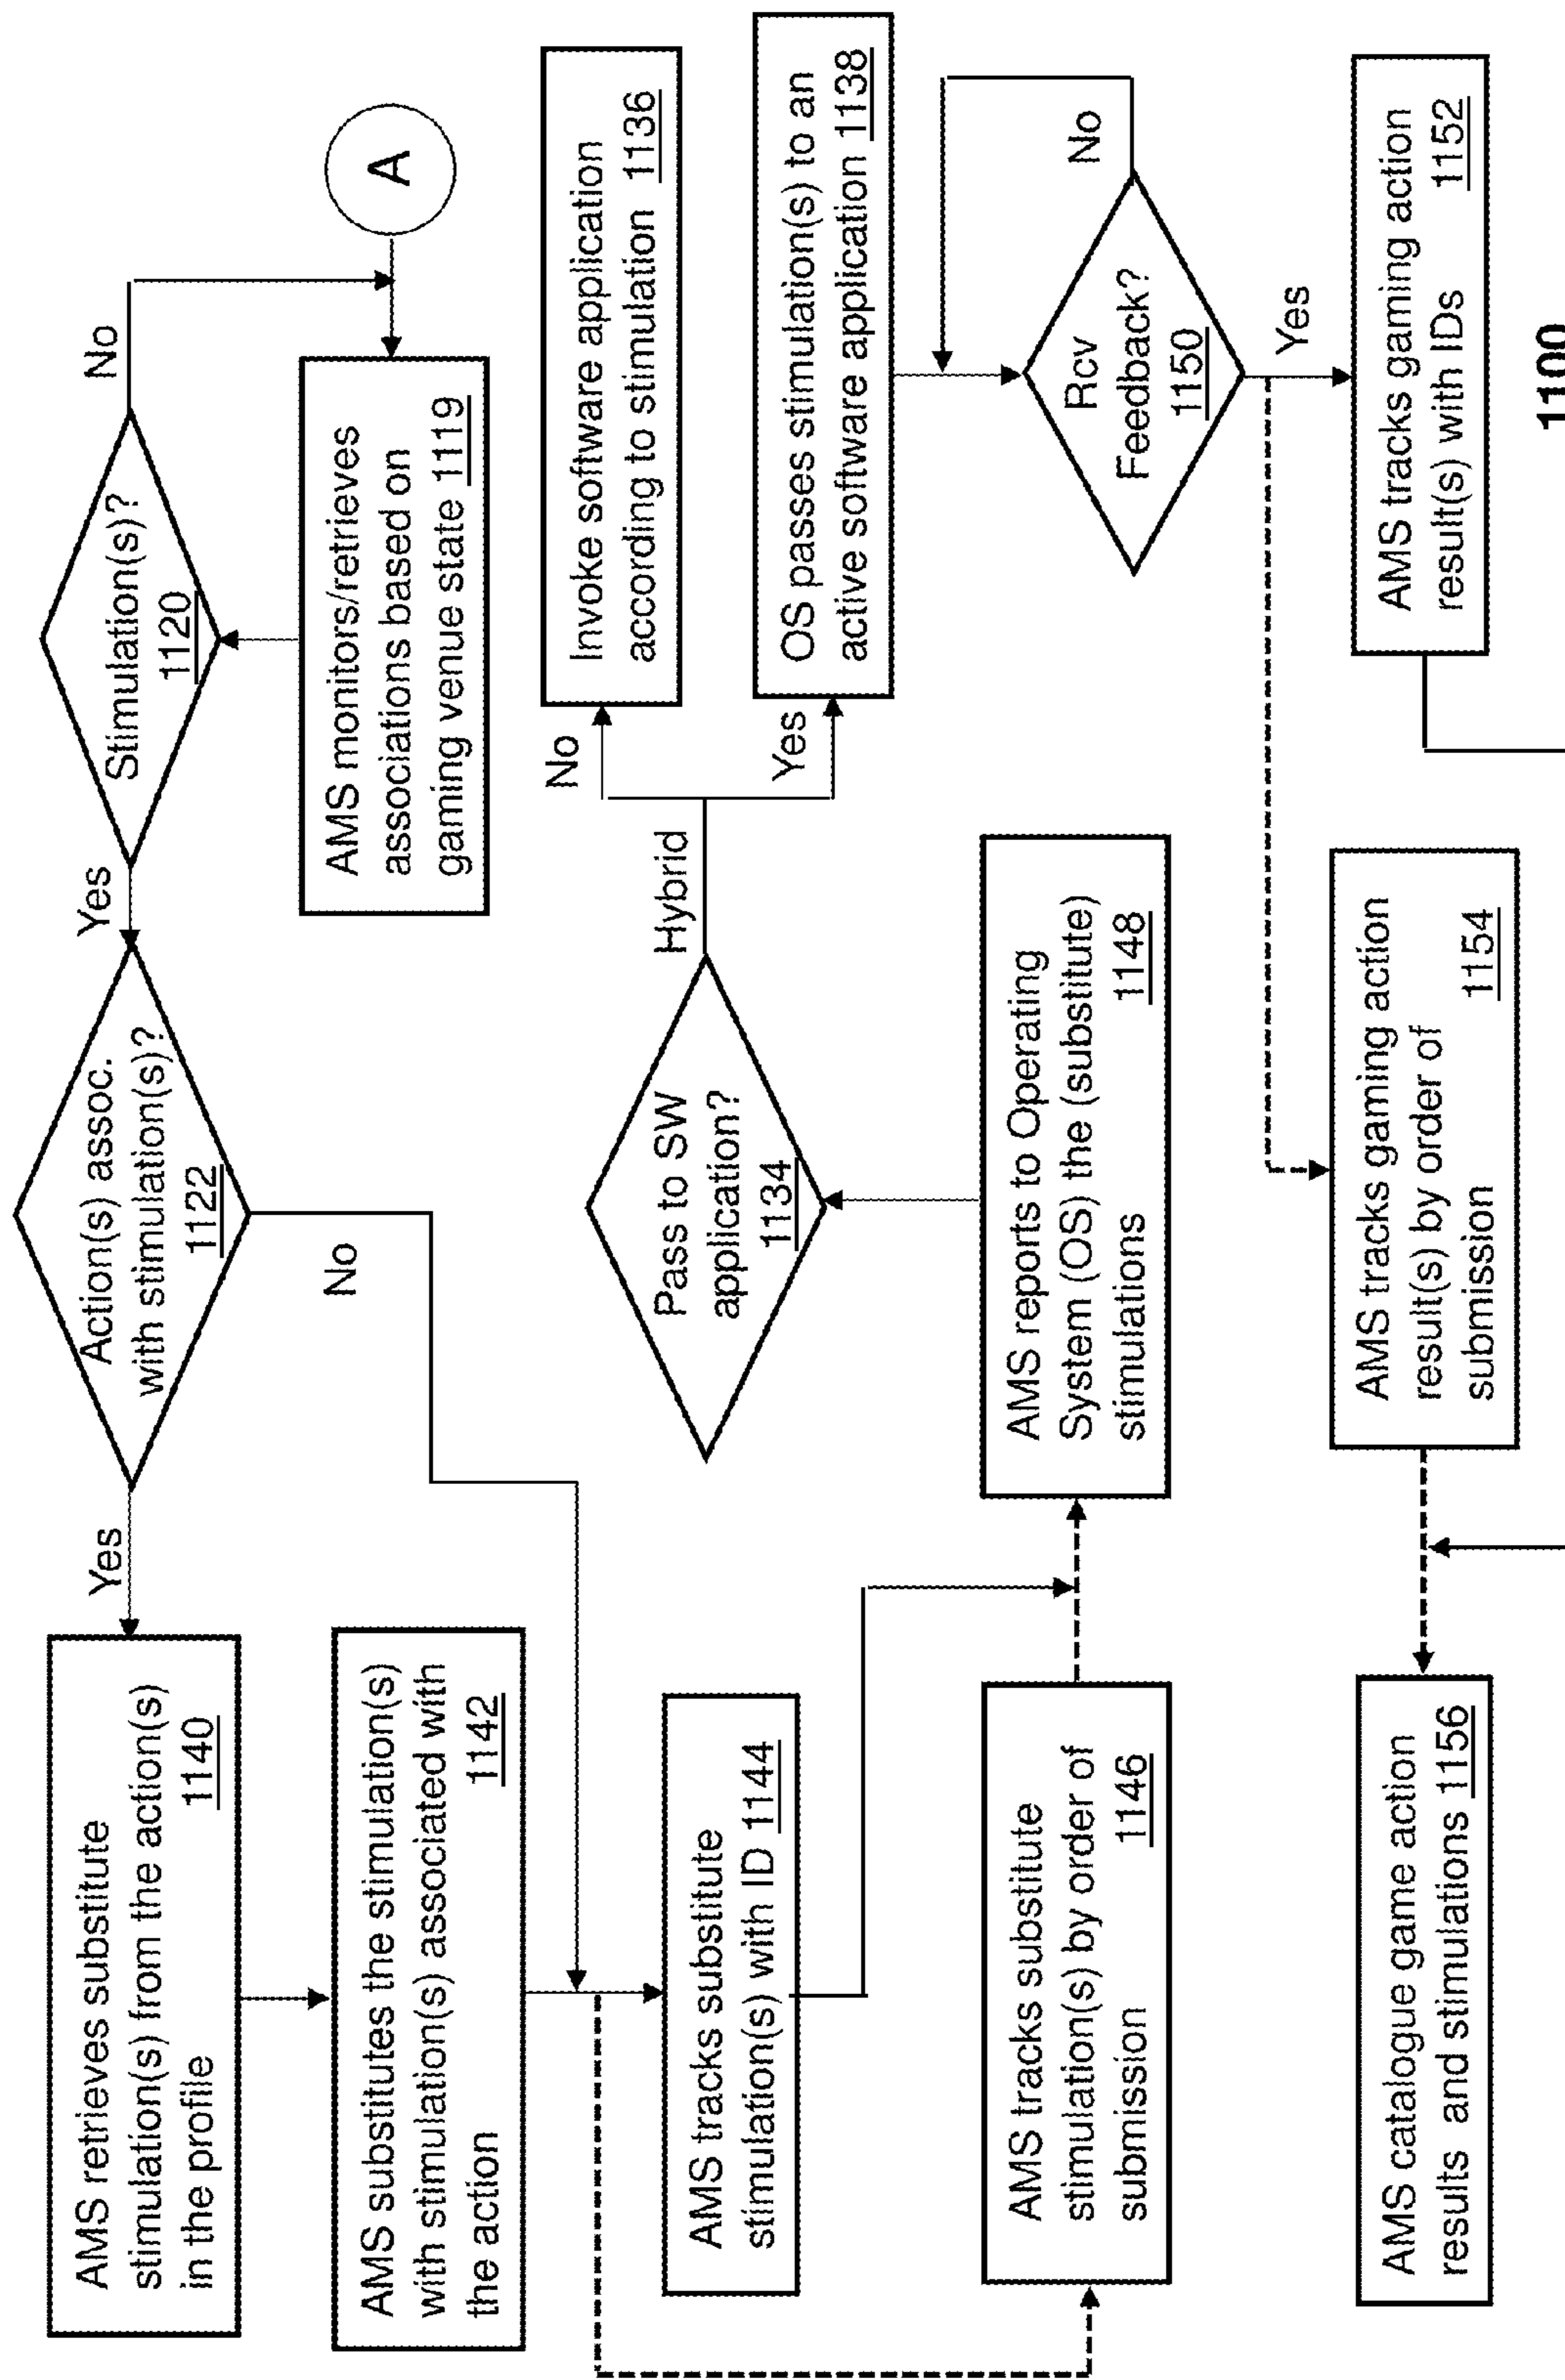 A
AMS monitors/retrieves
associations based on
gaming venue state 1119
Stimulation(s)?
1120
No
Yes
Action(s) assoc.
with stimulation(s)?
1122
Yes
No
AMS retrieves substitute
stimulation(s) from the action(s)
in the profile
1140
AMS substitutes the stimulation(s)
with stimulation(s) associated with
the action
1142
AMS tracks substitute
stimulation(s) with ID 1144
AMS tracks substitute
stimulation(s) by order of
submission
1146
AMS reports to Operating
System (OS) the (substitute)
stimulations
1148
Pass to SW
application?
1134
Hybrid
No
Yes
Invoke software application
according to stimulation 1136
OS passes stimulation(s) to an
active software application 1138
Rcv
Feedback?
1150
No
Yes
AMS tracks gaming action
result(s) with IDs 1152
AMS tracks gaming action
result(s) by order of
submission
1154
AMS catalogue game action
results and stimulations 1156
1100